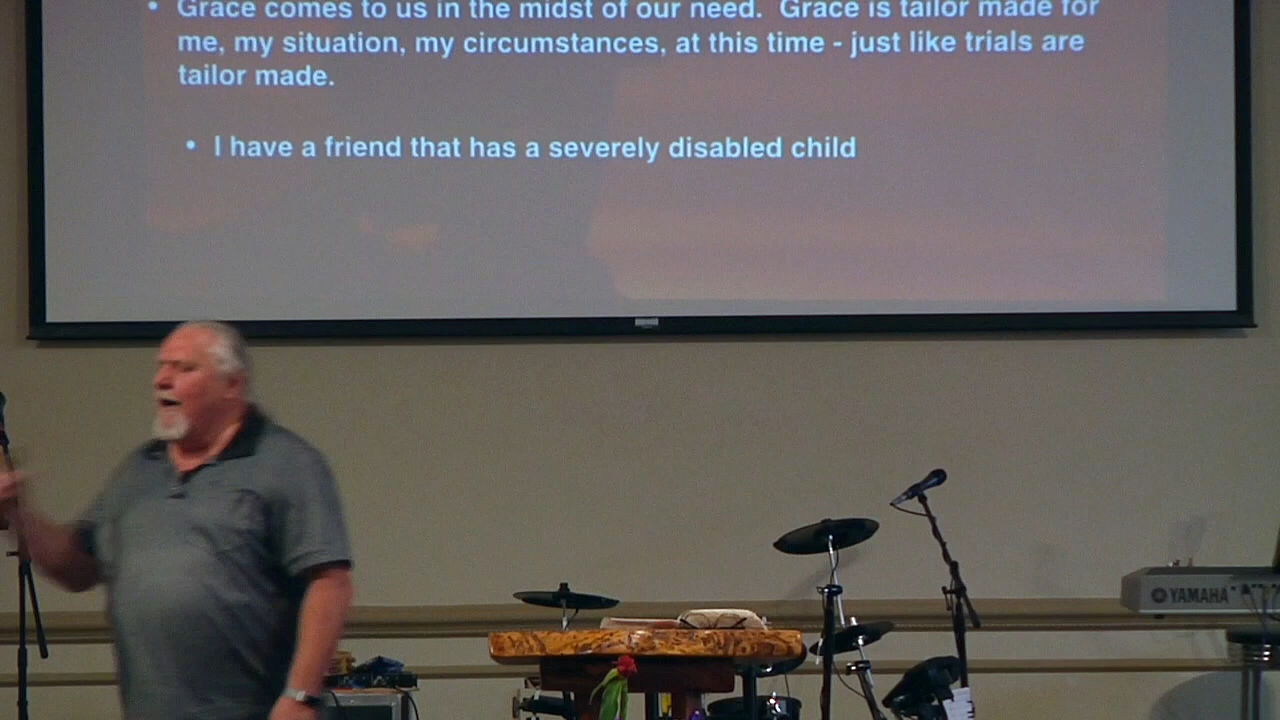 • Grace comes to us in the midst of our need. Grace is tailor made for
me, my situation, my circumstances, at this time - just like trials are
tailor made.
• I have a friend that has a severely disabled child
YAMAHA